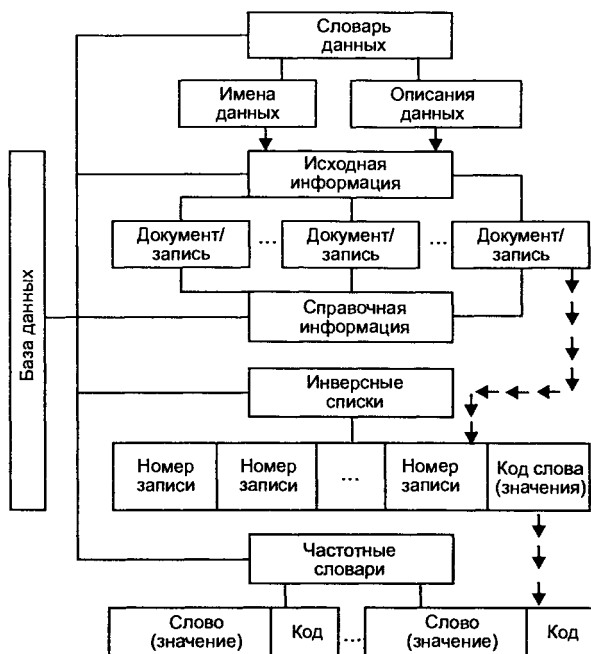 Словарь
данных
Имена
данных
Описания
данных
База данных
Исходная
информация
Документ/
запись
...
Документ/
запись
...
Документ/
запись
Справочная
информация
Инверсные
списки
Номер
записи
Номер
записи
...
Номер
записи
Код слова
(значения)
Частотные
словари
Слово
(значение)
Код
...
Слово
(значение)
Код